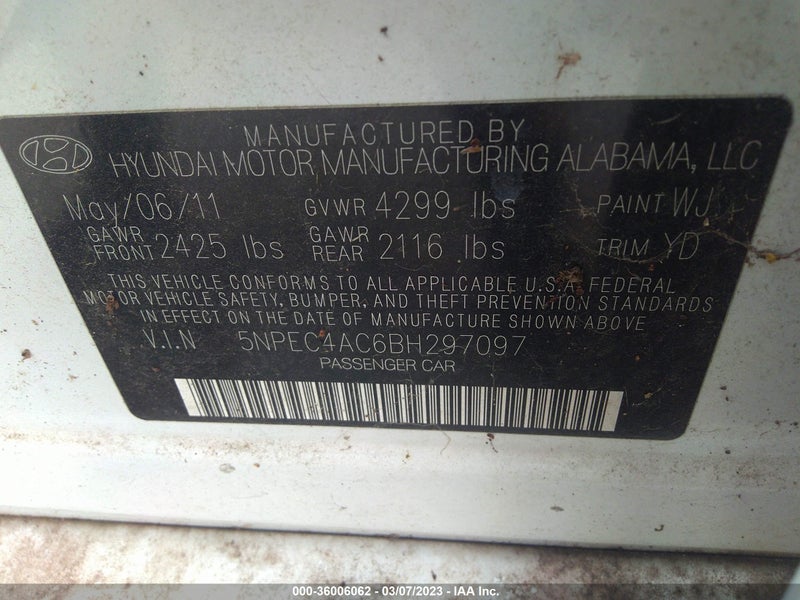 MANUFACTURED BY
HYUNDAI MOTOR MANUFACTURING ALABAMA, LLC
May/06/11 GVWR 4299 lbs PAINT WJ
GAWR FRONT 2425 lbs GAWR REAR 2116 lbs TRIM YD
THIS VEHICLE CONFORMS TO ALL APPLICABLE U.S.A. FEDERAL
MOTOR VEHICLE SAFETY, BUMPER, AND THEFT PREVENTION STANDARDS
IN EFFECT ON THE DATE OF MANUFACTURE SHOWN ABOVE
V.I.N 5NPEC4AC6BH297097
PASSENGER CAR
000-36006062 - 03/07/2023 - IAA Inc.